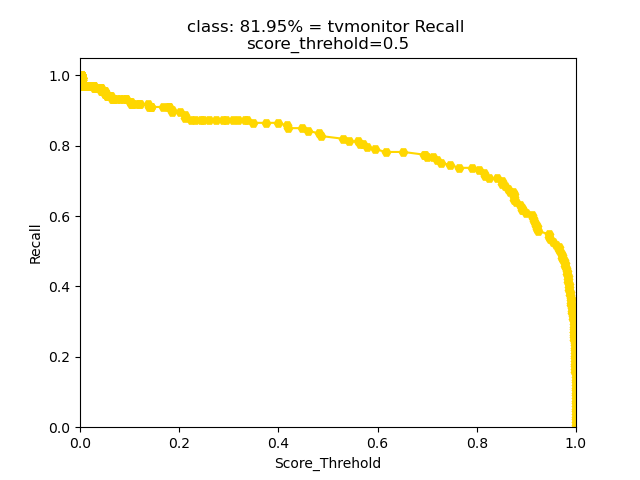 class: 81.95% = tvmonitor Recall
score_threhold=0.5
1.0
0.8
0.6
0.4
0.2
0.0
Recall
0.0 0.2 0.4 0.6 0.8 1.0
Score_Threhold